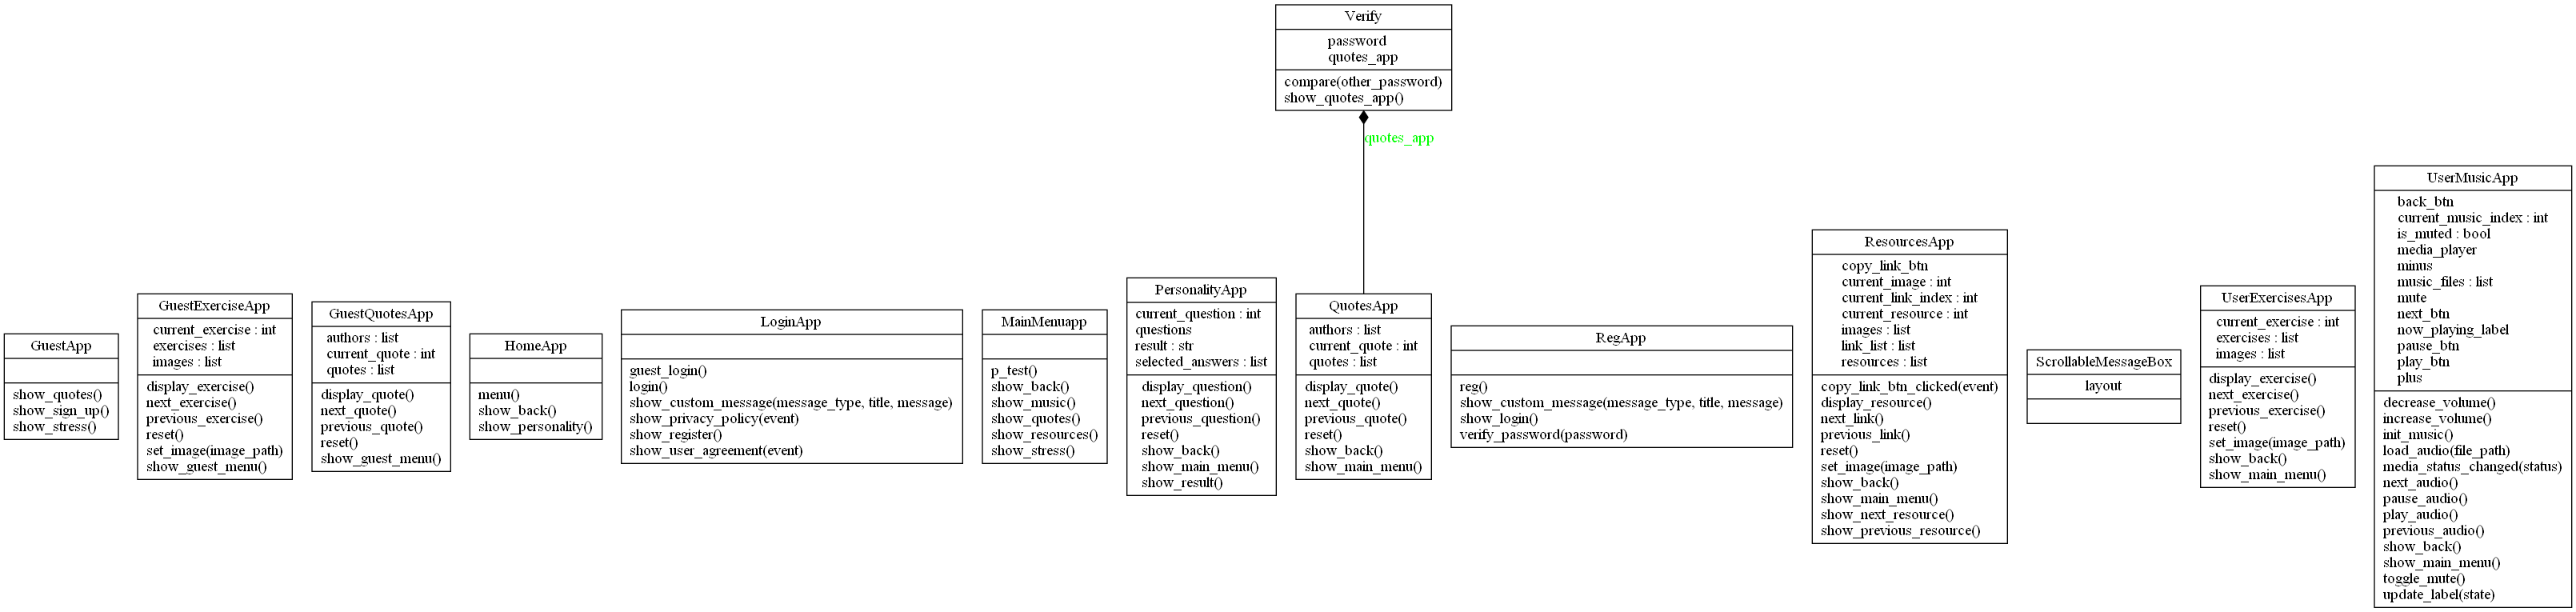 Verify
password
quotes_app
compare(other_password)
show_quotes_app()
quotes_app
GuestApp
show_quotes()
show_sign_up()
show_stress()
GuestExerciseApp
current_exercise : int
exercises : list
images : list
display_exercise()
next_exercise()
previous_exercise()
reset()
set_image(image_path)
show_guest_menu()
GuestQuotesApp
authors : list
current_quote : int
quotes : list
display_quote()
next_quote()
previous_quote()
reset()
show_guest_menu()
HomeApp
menu()
show_back()
show_personality()
LoginApp
guest_login()
login()
show_custom_message(message_type, title, message)
show_privacy_policy(event)
show_register()
show_user_agreement(event)
MainMenuapp
p_test()
show_back()
show_music()
show_quotes()
show_resources()
show_stress()
PersonalityApp
current_question : int
questions
result : str
selected_answers : list
display_question()
next_question()
previous_question()
reset()
show_back()
show_main_menu()
show_result()
QuotesApp
authors : list
current_quote : int
quotes : list
display_quote()
next_quote()
previous_quote()
reset()
show_back()
show_main_menu()
RegApp
reg()
show_custom_message(message_type, title, message)
show_login()
verify_password(password)
ResourcesApp
copy_link_btn
current_image : int
current_link_index : int
current_resource : int
images : list
link_list : list
resources : list
copy_link_btn_clicked(event)
display_resource()
next_link()
previous_link()
reset()
set_image(image_path)
show_back()
show_main_menu()
show_next_resource()
show_previous_resource()
ScrollableMessageBox
layout
UserExercisesApp
current_exercise : int
exercises : list
images : list
display_exercise()
next_exercise()
previous_exercise()
reset()
set_image(image_path)
show_back()
show_main_menu()
UserMusicApp
back_btn
current_music_index : int
is_muted : bool
media_player
minus
music_files : list
mute
next_btn
now_playing_label
pause_btn
play_btn
plus
decrease_volume()
increase_volume()
init_music()
load_audio(file_path)
media_status_changed(status)
next_audio()
pause_audio()
play_audio()
previous_audio()
show_back()
show_main_menu()
toggle_mute()
update_label(state)